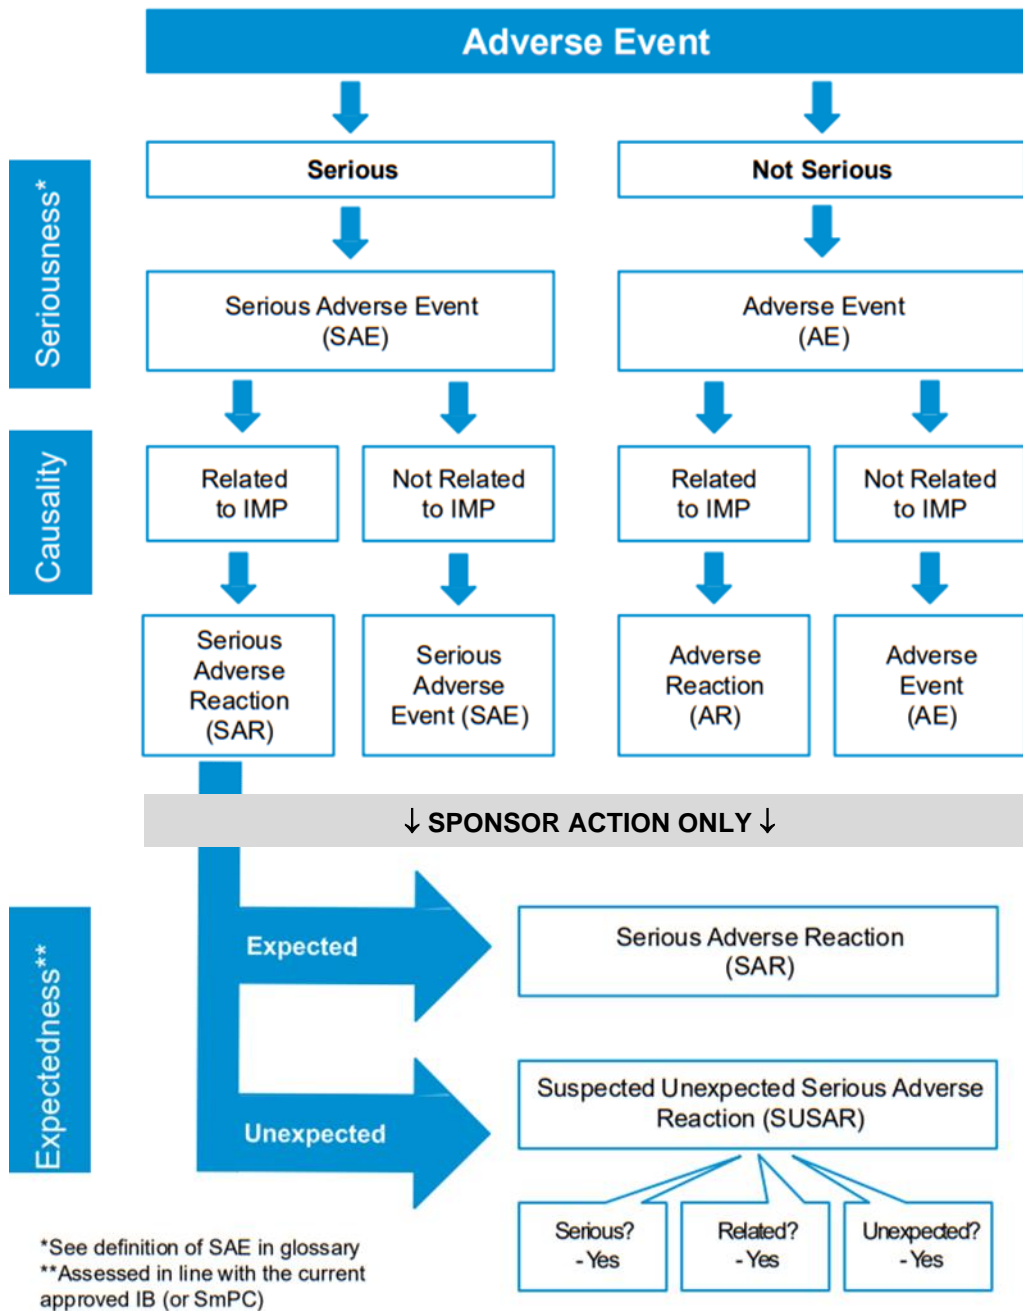 Adverse Event
Serious
Not Serious
Seriousness*
Serious Adverse Event
(SAE)
Adverse Event
(AE)
Causality
Related
to IMP
Not Related
to IMP
Related
to IMP
Not Related
to IMP
Serious
Adverse
Reaction
(SAR)
Serious
Adverse
Event (SAE)
Adverse
Reaction
(AR)
Adverse
Event
(AE)
↓ SPONSOR ACTION ONLY ↓
Expectedness**
Expected
Serious Adverse Reaction
(SAR)
Unexpected
Suspected Unexpected Serious Adverse
Reaction (SUSAR)
Serious?
- Yes
Related?
- Yes
Unexpected?
- Yes
*See definition of SAE in glossary
**Assessed in line with the current
approved IB (or SmPC)